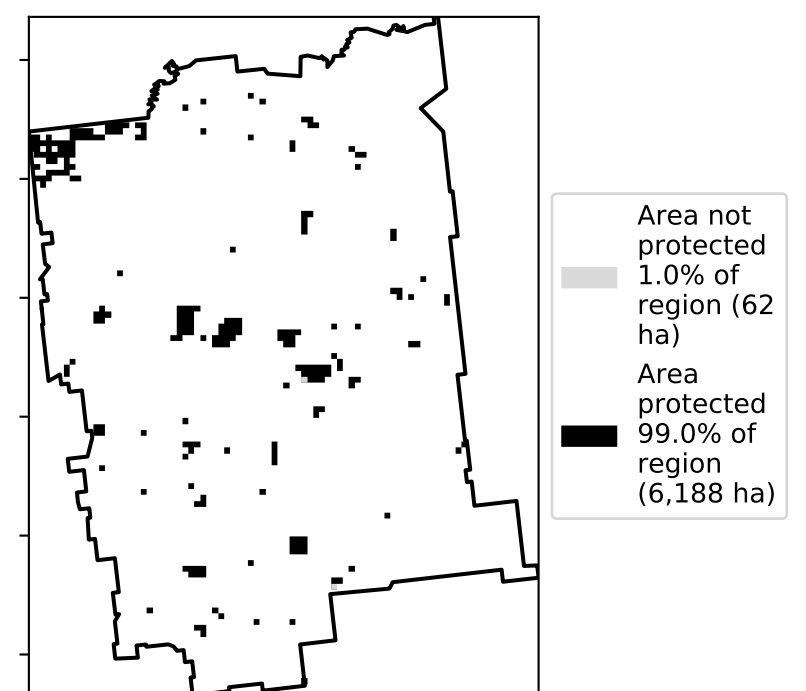 Area not
protected
1.0% of
region (62
ha)
Area
protected
99.0% of
region
(6,188 ha)